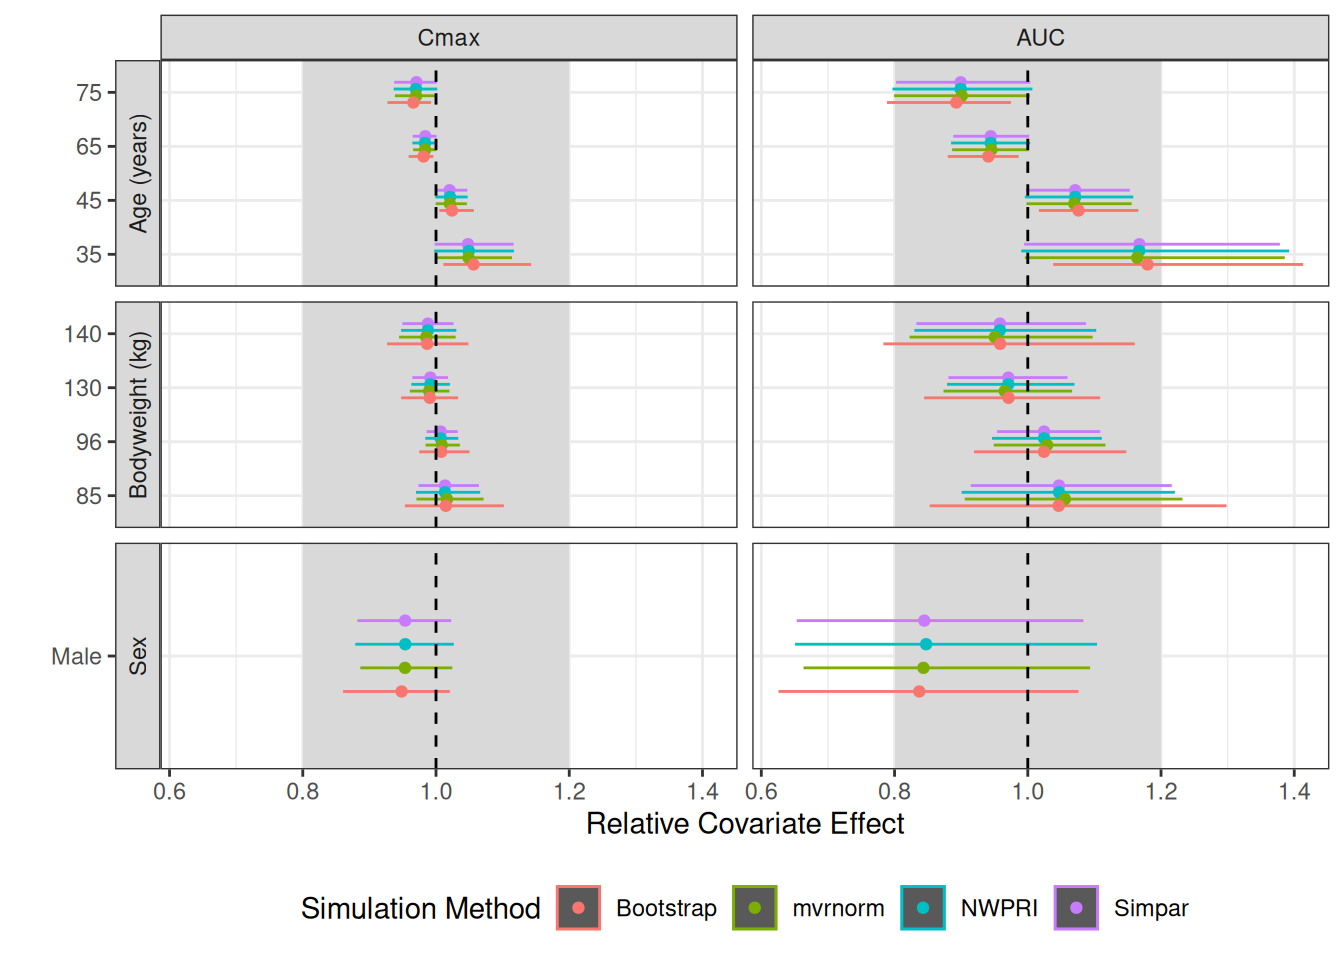 Cmax AUC
Age (years)
75
65
45
35
Bodyweight (kg)
140
130
96
85
Sex
Male
0.6 0.8 1.0 1.2 1.4 0.6 0.8 1.0 1.2 1.4
Relative Covariate Effect
Simulation Method Bootstrap mvrnorm NWPRI Simpar